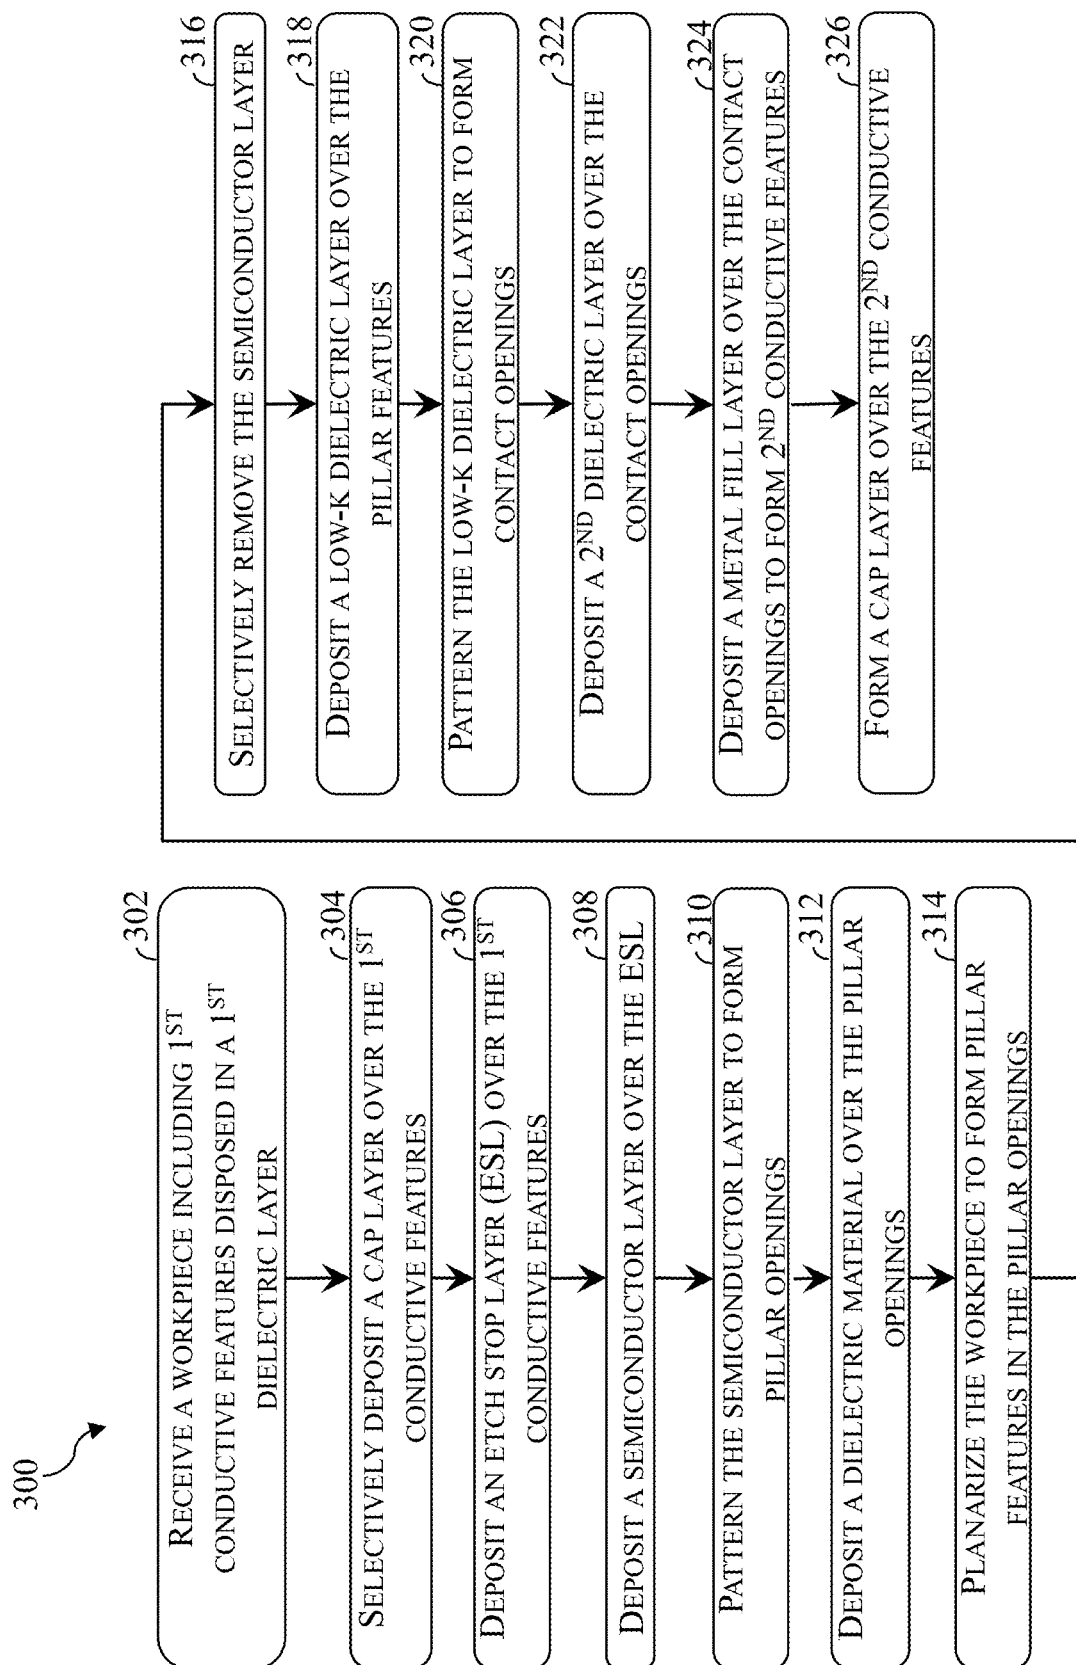 300
302
RECEIVE A WORKPIECE INCLUDING 1ST
CONDUCTIVE FEATURES DISPOSED IN A 1ST
DIELECTRIC LAYER
304
SELECTIVELY DEPOSIT A CAP LAYER OVER THE 1ST
CONDUCTIVE FEATURES
306
DEPOSIT AN ETCH STOP LAYER (ESL) OVER THE 1ST
CONDUCTIVE FEATURES
308
DEPOSIT A SEMICONDUCTOR LAYER OVER THE ESL
310
PATTERN THE SEMICONDUCTOR LAYER TO FORM
PILLAR OPENINGS
312
DEPOSIT A DIELECTRIC MATERIAL OVER THE PILLAR
OPENINGS
314
PLANARIZE THE WORKPIECE TO FORM PILLAR
FEATURES IN THE PILLAR OPENINGS
316
SELECTIVELY REMOVE THE SEMICONDUCTOR LAYER
318
DEPOSIT A LOW-K DIELECTRIC LAYER OVER THE
PILLAR FEATURES
320
PATTERN THE LOW-K DIELECTRIC LAYER TO FORM
CONTACT OPENINGS
322
DEPOSIT A 2ND DIELECTRIC LAYER OVER THE
CONTACT OPENINGS
324
DEPOSIT A METAL FILL LAYER OVER THE CONTACT
OPENINGS TO FORM 2ND CONDUCTIVE FEATURES
326
FORM A CAP LAYER OVER THE 2ND CONDUCTIVE
FEATURES